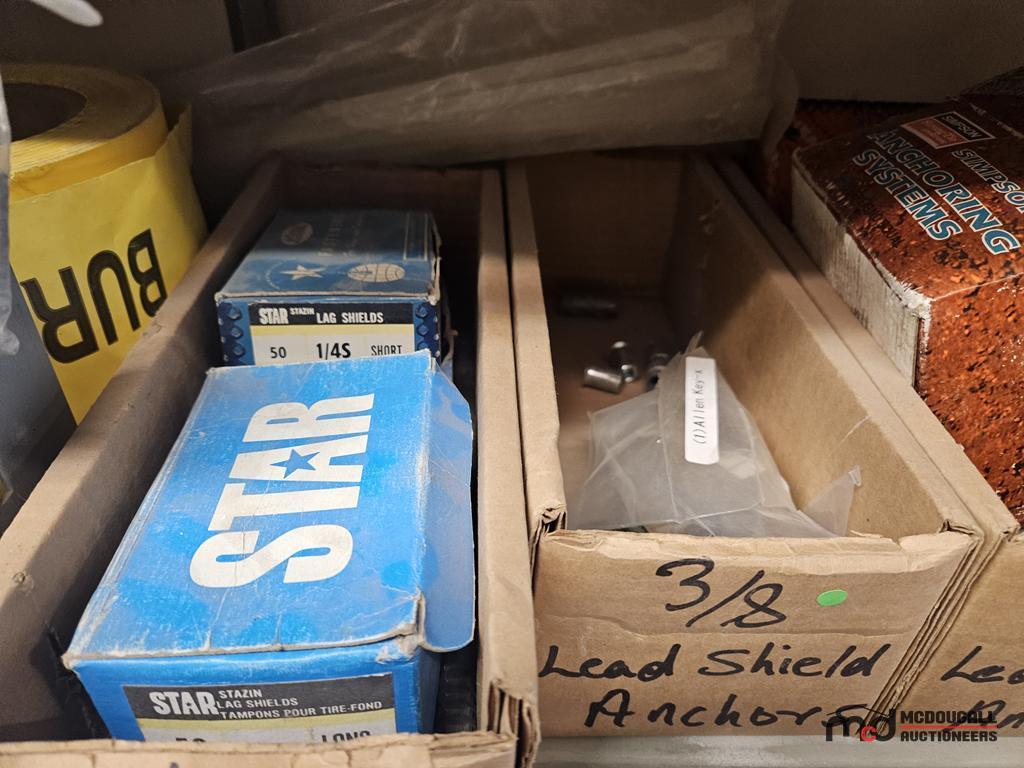 BUR
STAR STAZIN LAG SHIELDS
50 1/4S SHORT
STAR
STAR STAZIN
LAG SHIELDS
TAMPONS POUR TIRE-FOND
LONG
(1)Allen Key-x
3/8
Lead Shield
Anchors
SIMPSON
ANCHORING
SYSTEMS
mcd MCDOUGALL
AUCTIONEERS